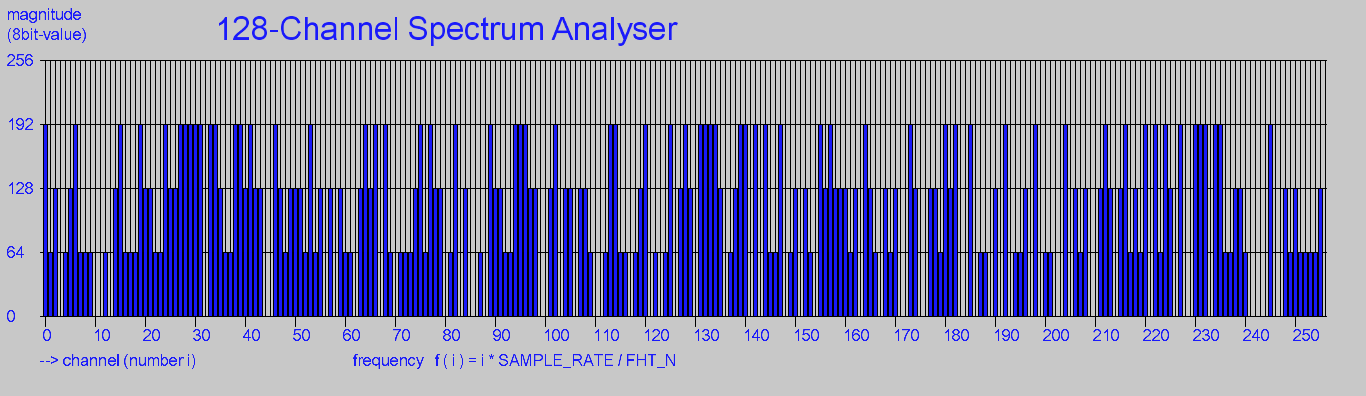 magnitude
(8bit-value)
128-Channel Spectrum Analyser
256
192
128
64
0
0 10 20 30 40 50 60 70 80 90 100 110 120 130 140 150 160 170 180 190 200 210 220 230 240 250
--> channel (number i) frequency f ( i ) = i * SAMPLE_RATE / FHT_N